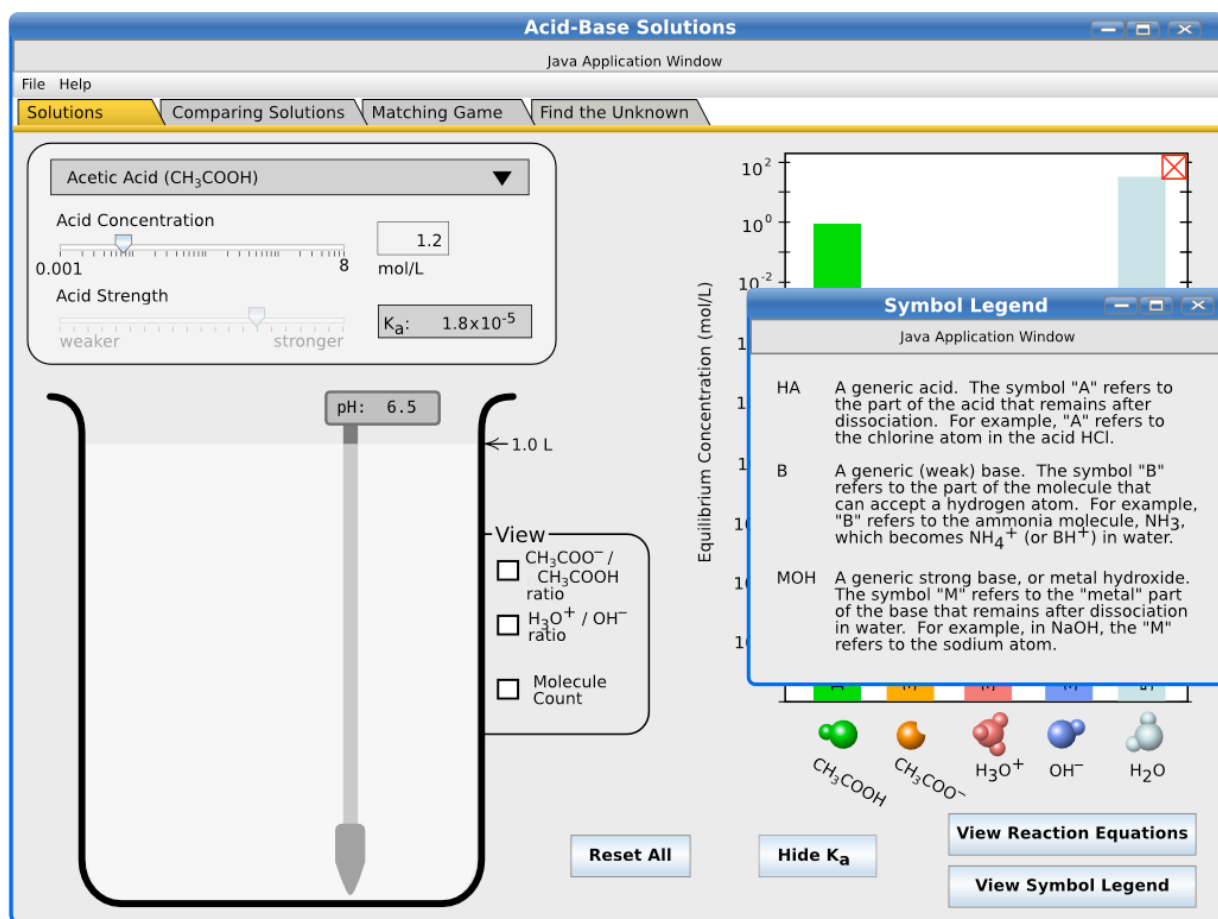 Acid-Base Solutions
Java Application Window
File Help
Solutions Comparing Solutions Matching Game Find the Unknown
Acetic Acid (CH₃COOH)
Acid Concentration
0.001 8
1.2
mol/L
Acid Strength
weaker stronger
Kₐ: 1.8x10⁻⁵
pH: 6.5
1.0 L
View
CH₃COO⁻ /
CH₃COOH
ratio
H₃O⁺ / OH⁻
ratio
Molecule
Count
Equilibrium Concentration (mol/L)
10²
10⁰
10⁻²
Symbol Legend
Java Application Window
HA A generic acid. The symbol "A" refers to
the part of the acid that remains after
dissociation. For example, "A" refers to
the chlorine atom in the acid HCl.
B A generic (weak) base. The symbol "B"
refers to the part of the molecule that
can accept a hydrogen atom. For example,
"B" refers to the ammonia molecule, NH₃,
which becomes NH₄⁺ (or BH⁺) in water.
MOH A generic strong base, or metal hydroxide.
The symbol "M" refers to the "metal" part
of the base that remains after dissociation
in water. For example, in NaOH, the "M"
refers to the sodium atom.
CH₃COOH CH₃COO⁻ H₃O⁺ OH⁻ H₂O
Reset All
Hide Kₐ
View Reaction Equations
View Symbol Legend